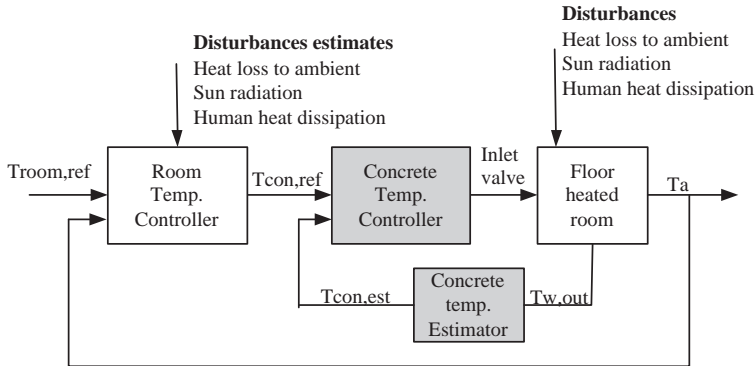 Disturbances estimates
Heat loss to ambient
Sun radiation
Human heat dissipation
Disturbances
Heat loss to ambient
Sun radiation
Human heat dissipation
Troom,ref
Room
Temp.
Controller
Tcon,ref
Concrete
Temp.
Controller
Inlet
valve
Floor
heated
room
Ta
Tcon,est
Concrete
temp.
Estimator
Tw,out